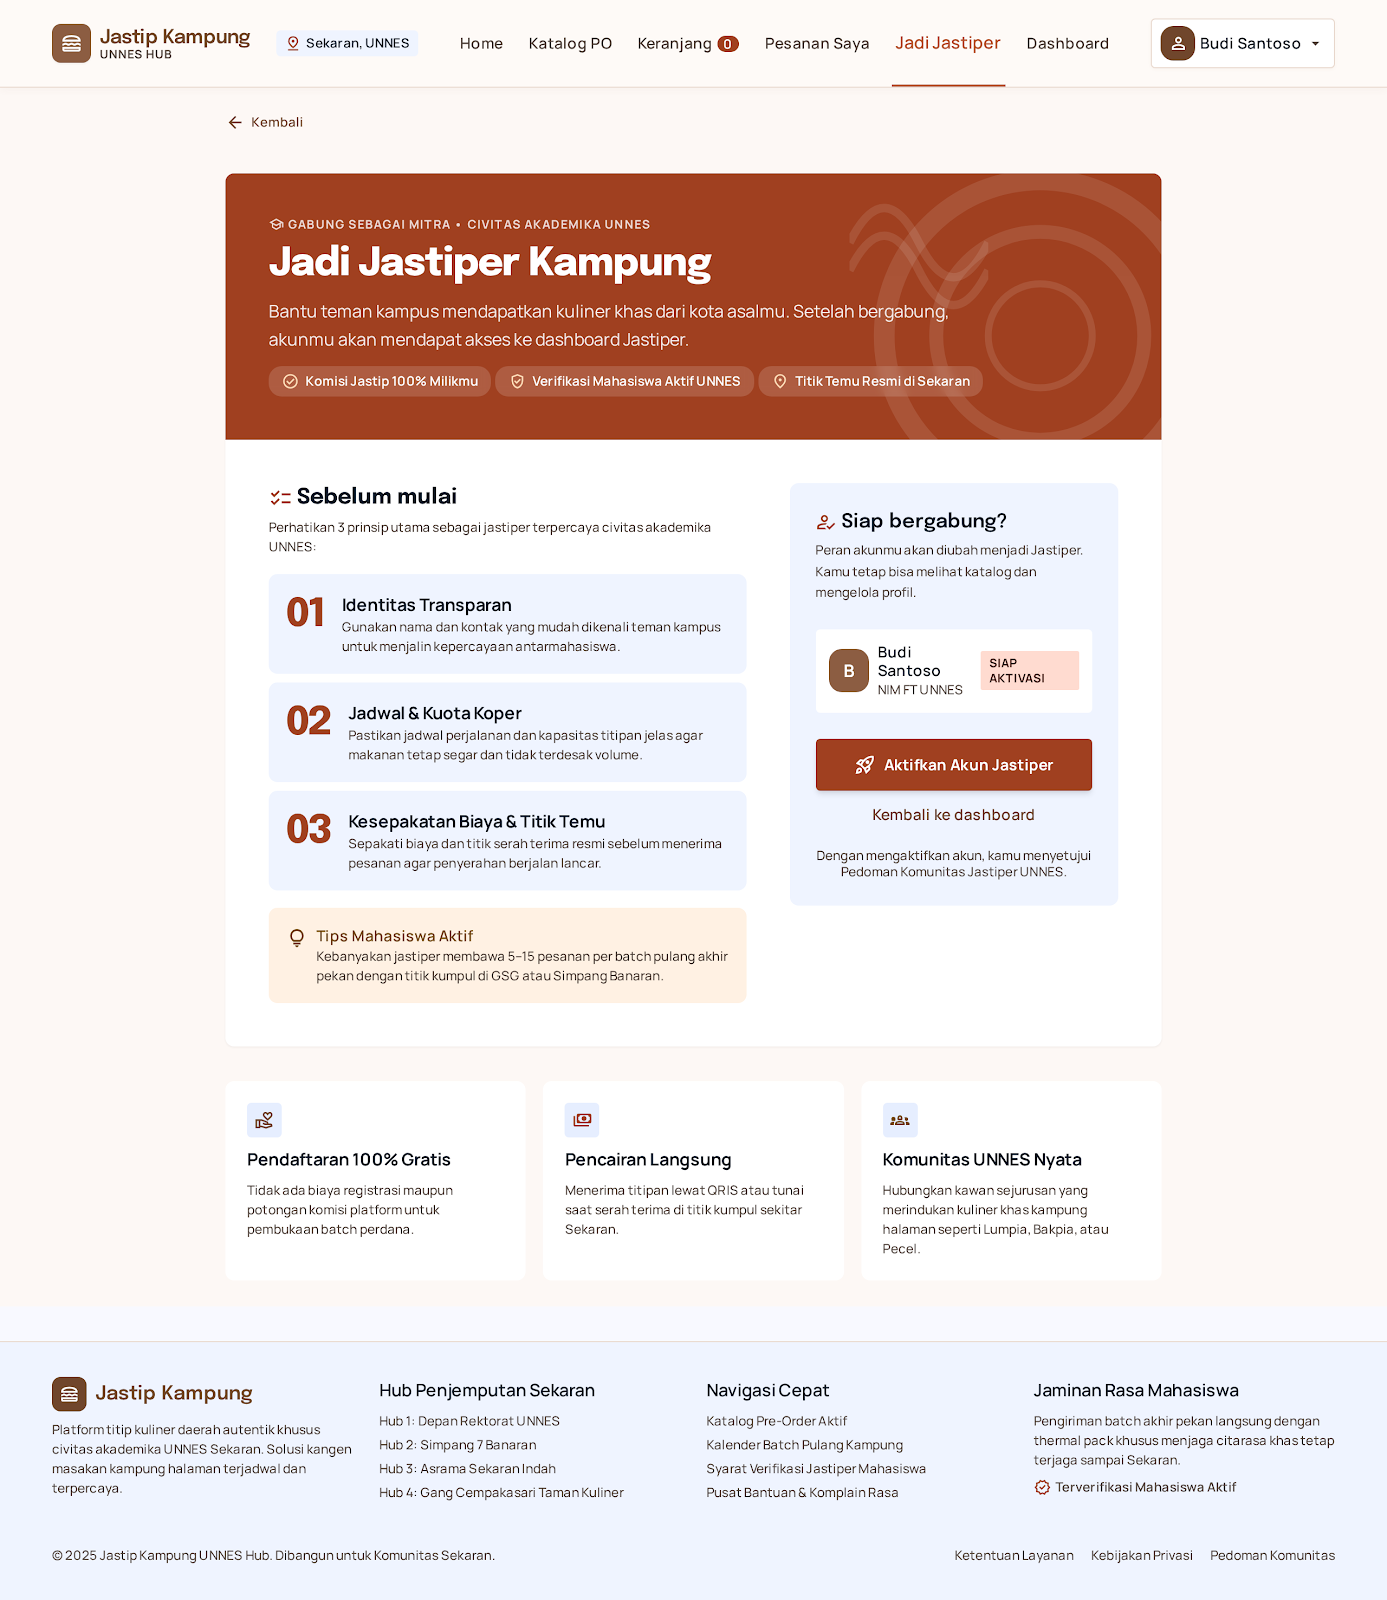 Jastip Kampung
UNNES HUB
Sekaran, UNNES
Home
Katalog PO
Keranjang 0
Pesanan Saya
Jadi Jastiper
Dashboard
Budi Santoso
Kembali
GABUNG SEBAGAI MITRA • CIVITAS AKADEMIKA UNNES
Jadi Jastiper Kampung
Bantu teman kampus mendapatkan kuliner khas dari kota asalmu. Setelah bergabung,
akunmu akan mendapat akses ke dashboard Jastiper.
Komisi Jastip 100% Milikmu
Verifikasi Mahasiswa Aktif UNNES
Titik Temu Resmi di Sekaran
Sebelum mulai
Perhatikan 3 prinsip utama sebagai jastiper terpercaya civitas akademika
UNNES:
01
Identitas Transparan
Gunakan nama dan kontak yang mudah dikenali teman kampus
untuk menjalin kepercayaan antarmahasiswa.
02
Jadwal & Kuota Koper
Pastikan jadwal perjalanan dan kapasitas titipan jelas agar
makanan tetap segar dan tidak terdesak volume.
03
Kesepakatan Biaya & Titik Temu
Sepakati biaya dan titik serah terima resmi sebelum menerima
pesanan agar penyerahan berjalan lancar.
Tips Mahasiswa Aktif
Kebanyakan jastiper membawa 5–15 pesanan per batch pulang akhir
pekan dengan titik kumpul di GSG atau Simpang Banaran.
Siap bergabung?
Peran akunmu akan diubah menjadi Jastiper.
Kamu tetap bisa melihat katalog dan
mengelola profil.
B
Budi
Santoso
NIM FT UNNES
SIAP
AKTIVASI
Aktifkan Akun Jastiper
Kembali ke dashboard
Dengan mengaktifkan akun, kamu menyetujui
Pedoman Komunitas Jastiper UNNES.
Pendaftaran 100% Gratis
Tidak ada biaya registrasi maupun
potongan komisi platform untuk
pembukaan batch perdana.
Pencairan Langsung
Menerima titipan lewat QRIS atau tunai
saat serah terima di titik kumpul sekitar
Sekaran.
Komunitas UNNES Nyata
Hubungkan kawan sejurusan yang
merindukan kuliner khas kampung
halaman seperti Lumpia, Bakpia, atau
Pecel.
Jastip Kampung
Platform titip kuliner daerah autentik khusus
civitas akademika UNNES Sekaran. Solusi kangen
masakan kampung halaman terjadwal dan
terpercaya.
Hub Penjemputan Sekaran
Hub 1: Depan Rektorat UNNES
Hub 2: Simpang 7 Banaran
Hub 3: Asrama Sekaran Indah
Hub 4: Gang Cempakasari Taman Kuliner
Navigasi Cepat
Katalog Pre-Order Aktif
Kalender Batch Pulang Kampung
Syarat Verifikasi Jastiper Mahasiswa
Pusat Bantuan & Komplain Rasa
Jaminan Rasa Mahasiswa
Pengiriman batch akhir pekan langsung dengan
thermal pack khusus menjaga citarasa khas tetap
terjaga sampai Sekaran.
Terverifikasi Mahasiswa Aktif
© 2025 Jastip Kampung UNNES Hub. Dibangun untuk Komunitas Sekaran.
Ketentuan Layanan
Kebijakan Privasi
Pedoman Komunitas